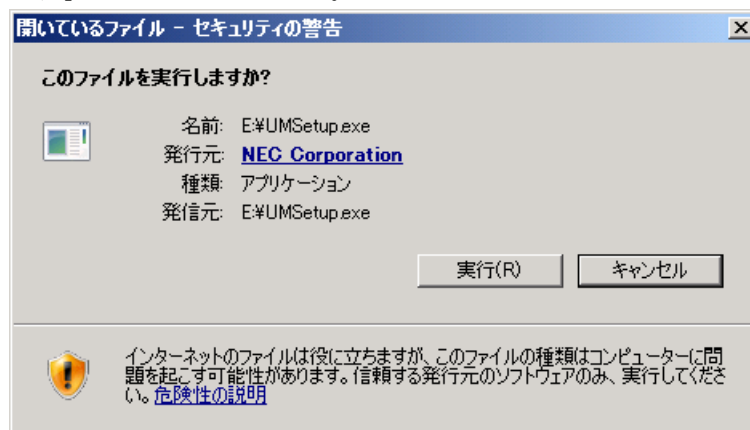 開いているファイル - セキュリティの警告
このファイルを実行しますか?
名前: E:¥UMSetup.exe
発行元: NEC Corporation
種類: アプリケーション
発信元: E:¥UMSetup.exe
実行(R) キャンセル
インターネットのファイルは役に立ちますが、このファイルの種類はコンピューターに問
題を起こす可能性があります。信頼する発行元のソフトウェアのみ、実行してくださ
い。危険性の説明